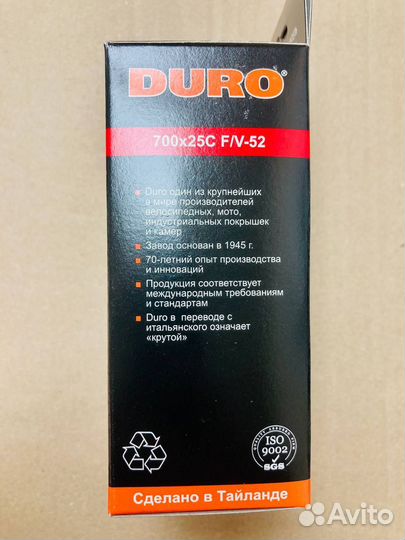 DURO®
700x25C F/V-52
Duro один из крупнейших
в мире производителей
велосипедных, мото,
индустриальных покрышек
и камер
Завод основан в 1945 г.
70-летний опыт производства
и инноваций
Продукция соответствует
международным требованиям
и стандартам
Duro в переводе с
итальянского означает
«крутой»
ISO
9002
SGS
Сделано в Тайланде
Avito